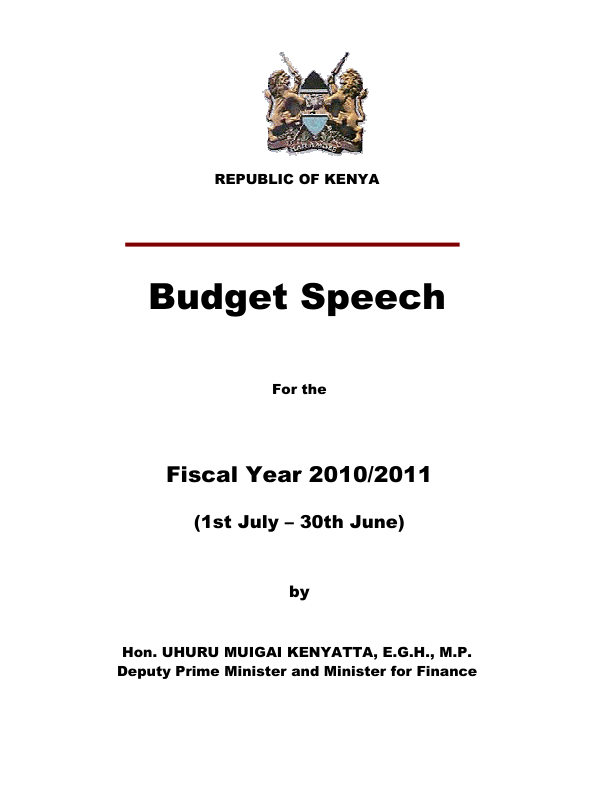 HARAMBEE
REPUBLIC OF KENYA
Budget Speech
For the
Fiscal Year 2010/2011
(1st July – 30th June)
by
Hon. UHURU MUIGAI KENYATTA, E.G.H., M.P.
Deputy Prime Minister and Minister for Finance